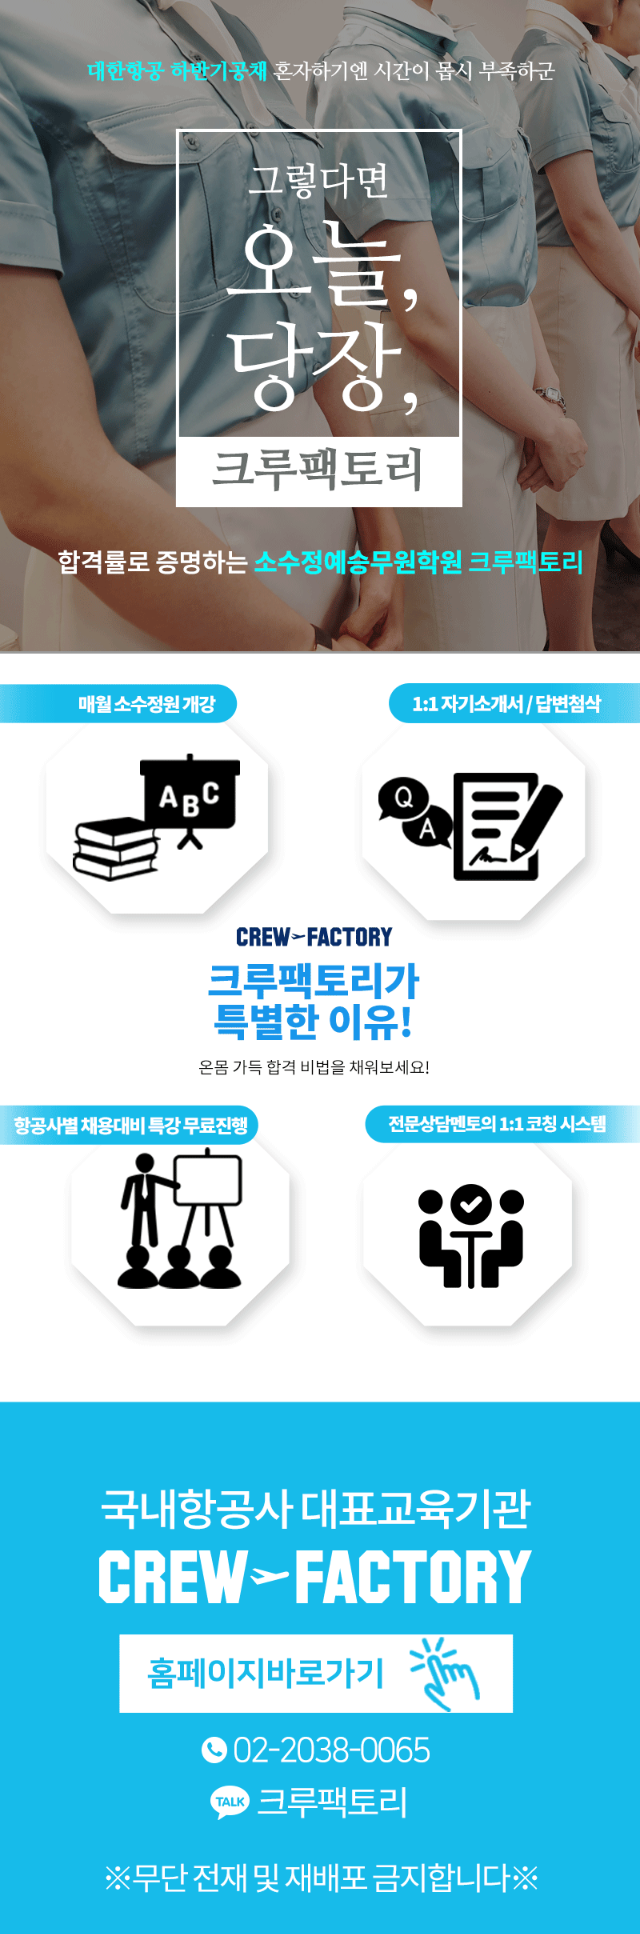 대한항공 하반기공채 혼자하기엔 시간이 몹시 부족하군
그렇다면
오늘,
당장,
크루팩토리
합격률로 증명하는 소수정예승무원학원 크루팩토리
매월 소수정원 개강
1:1 자기소개서 / 답변첨삭
A B C
Q
A
CREW FACTORY
크루팩토리가
특별한 이유!
온몸 가득 합격 비법을 채워보세요!
항공사별 채용대비 특강 무료진행
전문상담멘토의 1:1 코칭 시스템
국내항공사 대표교육기관
CREW FACTORY
홈페이지바로가기
02-2038-0065
TALK 크루팩토리
※무단 전재 및 재배포 금지합니다※